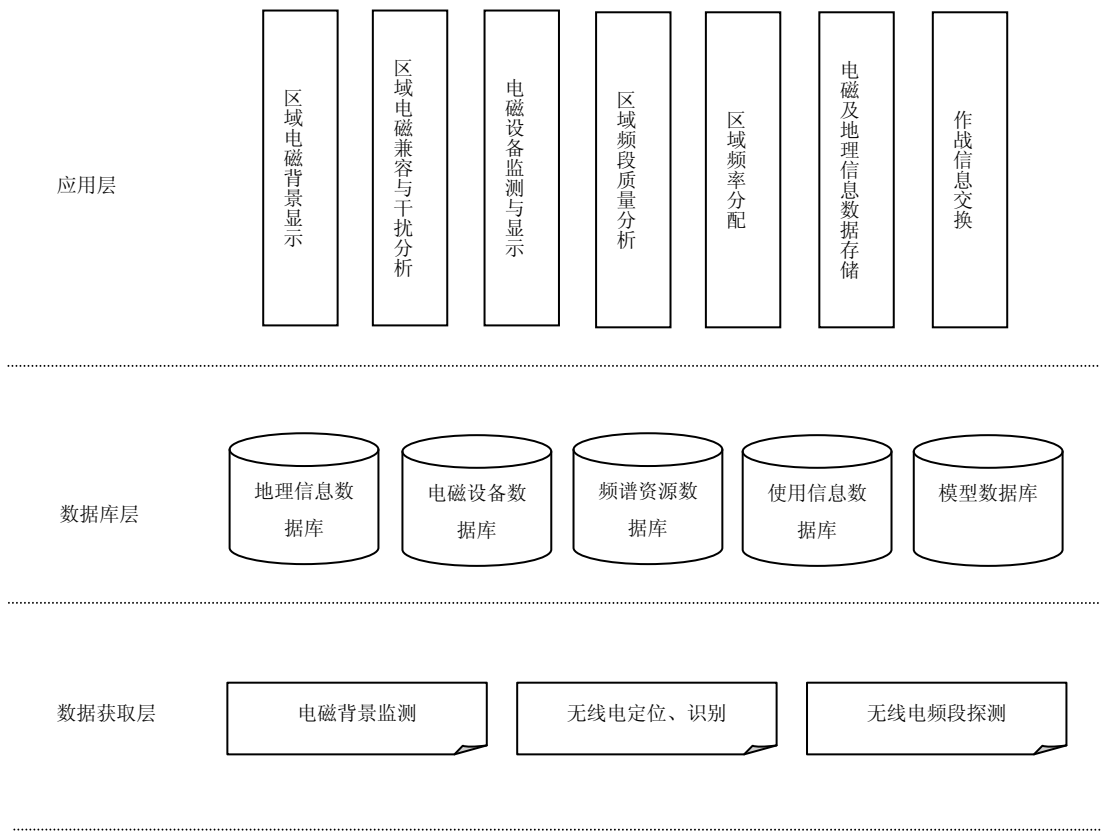 应用层
区域电磁背景显示
区域电磁兼容与干扰分析
电磁设备监测与显示
区域频段质量分析
区域频率分配
电磁及地理信息数据存储
作战信息交换
数据库层
地理信息数
据库
电磁设备数
据库
频谱资源数
据库
使用信息数
据库
模型数据库
数据获取层
电磁背景监测
无线电定位、识别
无线电频段探测